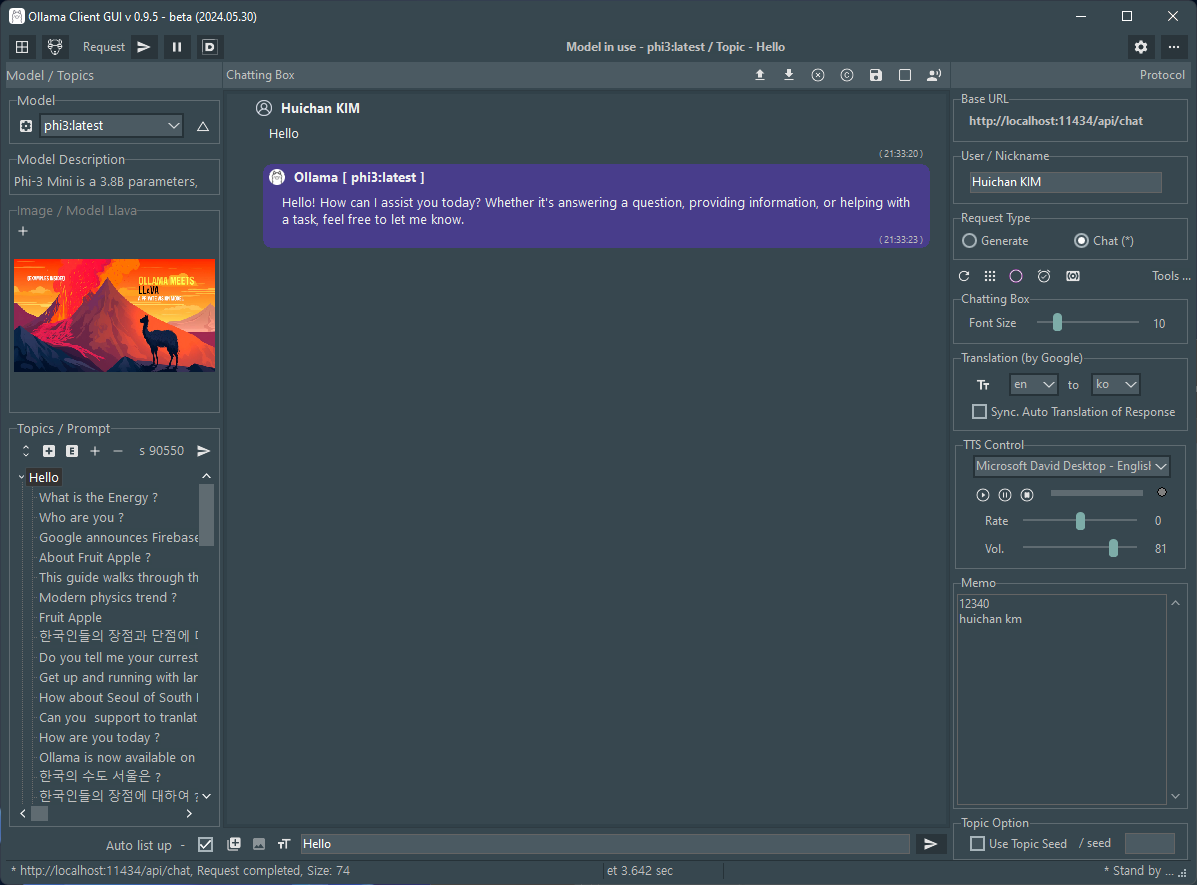 Ollama Client GUI v 0.9.5 - beta (2024.05.30)
Request
D
Model in use - phi3:latest / Topic - Hello
Model / Topics
Chatting Box
Protocol
Model
phi3:latest
Model Description
Phi-3 Mini is a 3.8B parameters,
Image / Model Llava
(EXAMPLES INSIDE!)
OLLAMA MEETS
LLaVA
Topics / Prompt
E
s 90550
Hello
What is the Energy ?
Who are you ?
Google announces Firebase
About Fruit Apple ?
This guide walks through th
Modern physics trend ?
Fruit Apple
한국인들의 장점과 단점에
Do you tell me your currest
Get up and running with lar
How about Seoul of South
Can you  support to tranlat
How are you today ?
Ollama is now available on
한국의 수도 서울은 ?
한국인들의 장점에 대하여 ?
Huichan KIM
Hello
( 21:33:20 )
Ollama [ phi3:latest ]
Hello! How can I assist you today? Whether it's answering a question, providing information, or helping with
a task, feel free to let me know.
( 21:33:23 )
Base URL
http://localhost:11434/api/chat
User / Nickname
Huichan KIM
Request Type
Generate
Chat (*)
Tools ...
Chatting Box
Font Size
10
Translation (by Google)
en
to
ko
Sync. Auto Translation of Response
TTS Control
Microsoft David Desktop - English
Rate
0
Vol.
81
Memo
12340
huichan km
Topic Option
Use Topic Seed
/ seed
Auto list up  -
Hello
* http://localhost:11434/api/chat, Request completed, Size: 74
et 3.642 sec
* Stand by ...